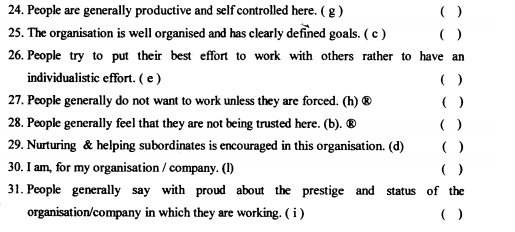 24. People are generally productive and self controlled here. ( g ) ( )
25. The organisation is well organised and has clearly defined goals. ( c ) ( )
26. People try to put their best effort to work with others rather to have an
individualistic effort. ( e ) ( )
27. People generally do not want to work unless they are forced. (h) ® ( )
28. People generally feel that they are not being trusted here. (b). ® ( )
29. Nurturing & helping subordinates is encouraged in this organisation. (d) ( )
30. I am, for my organisation / company. (l) ( )
31. People generally say with proud about the prestige and status of the
organisation/company in which they are working. ( i ) ( )